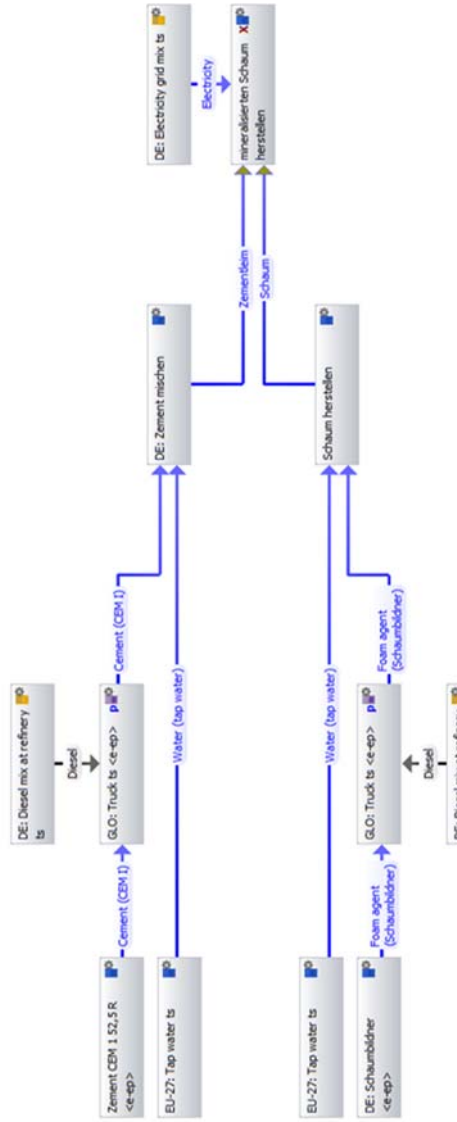 DE: Diesel mix at refinery
ts
DE: Electricity grid mix ts
Diesel
Electricity
Zement CEM 1 52,5 R
<e-ep>
Cement (CEM I)
GLO: Truck ts <e-ep>
Cement (CEM I)
DE: Zement mischen
Zementleim
mineralisierten Schaum
herstellen
X
EU-27: Tap water ts
Water (tap water)
Schaum
EU-27: Tap water ts
Water (tap water)
Schaum herstellen
DE: Schaumbildner
<e-ep>
Foam agent
(Schaumbildner)
GLO: Truck ts <e-ep>
Foam agent
(Schaumbildner)
Diesel